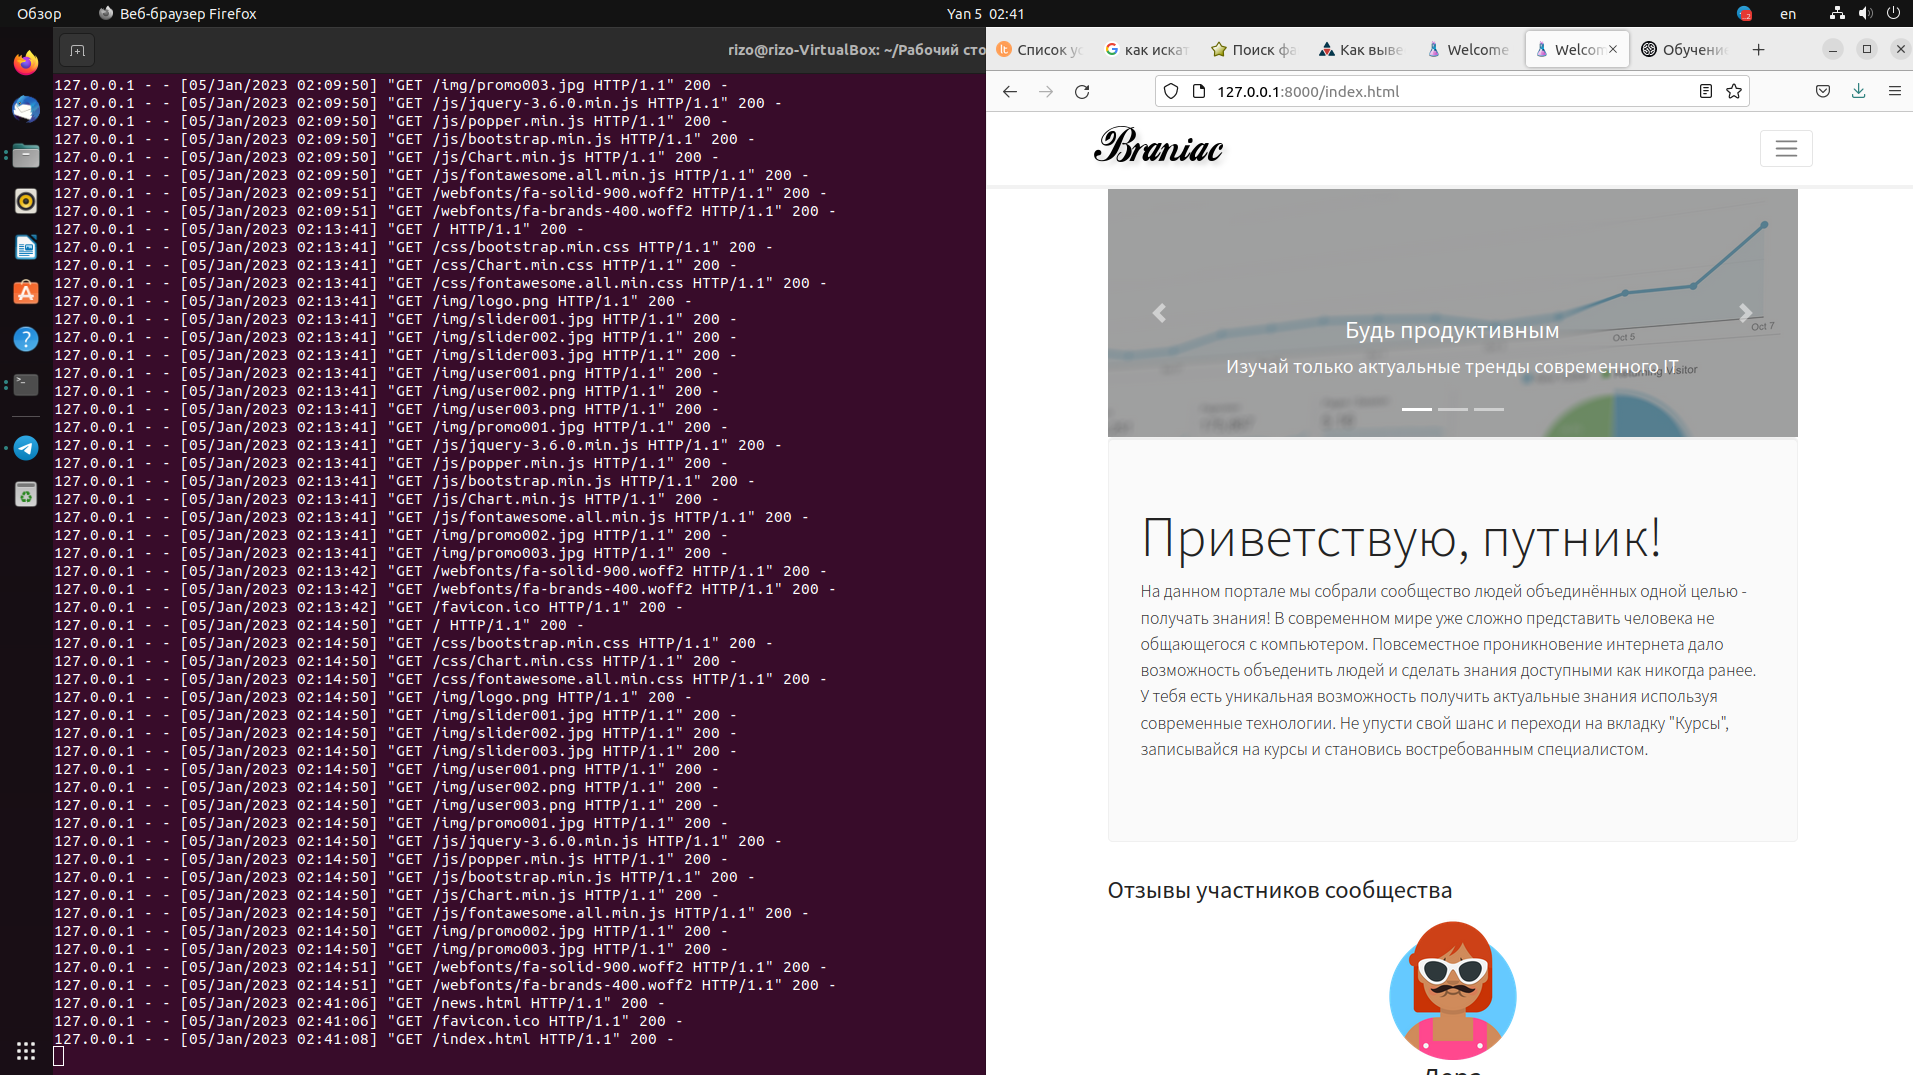 Обзор
Веб-браузер Firefox
Yan 5 02:41
en
rizo@rizo-VirtualBox: ~/Рабочий сто
127.0.0.1 - - [05/Jan/2023 02:09:50] "GET /img/promo003.jpg HTTP/1.1" 200 -
127.0.0.1 - - [05/Jan/2023 02:09:50] "GET /js/jquery-3.6.0.min.js HTTP/1.1" 200 -
127.0.0.1 - - [05/Jan/2023 02:09:50] "GET /js/popper.min.js HTTP/1.1" 200 -
127.0.0.1 - - [05/Jan/2023 02:09:50] "GET /js/bootstrap.min.js HTTP/1.1" 200 -
127.0.0.1 - - [05/Jan/2023 02:09:50] "GET /js/Chart.min.js HTTP/1.1" 200 -
127.0.0.1 - - [05/Jan/2023 02:09:50] "GET /js/fontawesome.all.min.js HTTP/1.1" 200 -
127.0.0.1 - - [05/Jan/2023 02:09:51] "GET /webfonts/fa-solid-900.woff2 HTTP/1.1" 200 -
127.0.0.1 - - [05/Jan/2023 02:09:51] "GET /webfonts/fa-brands-400.woff2 HTTP/1.1" 200 -
127.0.0.1 - - [05/Jan/2023 02:13:41] "GET / HTTP/1.1" 200 -
127.0.0.1 - - [05/Jan/2023 02:13:41] "GET /css/bootstrap.min.css HTTP/1.1" 200 -
127.0.0.1 - - [05/Jan/2023 02:13:41] "GET /css/Chart.min.css HTTP/1.1" 200 -
127.0.0.1 - - [05/Jan/2023 02:13:41] "GET /css/fontawesome.all.min.css HTTP/1.1" 200 -
127.0.0.1 - - [05/Jan/2023 02:13:41] "GET /img/logo.png HTTP/1.1" 200 -
127.0.0.1 - - [05/Jan/2023 02:13:41] "GET /img/slider001.jpg HTTP/1.1" 200 -
127.0.0.1 - - [05/Jan/2023 02:13:41] "GET /img/slider002.jpg HTTP/1.1" 200 -
127.0.0.1 - - [05/Jan/2023 02:13:41] "GET /img/slider003.jpg HTTP/1.1" 200 -
127.0.0.1 - - [05/Jan/2023 02:13:41] "GET /img/user001.png HTTP/1.1" 200 -
127.0.0.1 - - [05/Jan/2023 02:13:41] "GET /img/user002.png HTTP/1.1" 200 -
127.0.0.1 - - [05/Jan/2023 02:13:41] "GET /img/user003.png HTTP/1.1" 200 -
127.0.0.1 - - [05/Jan/2023 02:13:41] "GET /img/promo001.jpg HTTP/1.1" 200 -
127.0.0.1 - - [05/Jan/2023 02:13:41] "GET /js/jquery-3.6.0.min.js HTTP/1.1" 200 -
127.0.0.1 - - [05/Jan/2023 02:13:41] "GET /js/popper.min.js HTTP/1.1" 200 -
127.0.0.1 - - [05/Jan/2023 02:13:41] "GET /js/bootstrap.min.js HTTP/1.1" 200 -
127.0.0.1 - - [05/Jan/2023 02:13:41] "GET /js/Chart.min.js HTTP/1.1" 200 -
127.0.0.1 - - [05/Jan/2023 02:13:41] "GET /js/fontawesome.all.min.js HTTP/1.1" 200 -
127.0.0.1 - - [05/Jan/2023 02:13:41] "GET /img/promo002.jpg HTTP/1.1" 200 -
127.0.0.1 - - [05/Jan/2023 02:13:41] "GET /img/promo003.jpg HTTP/1.1" 200 -
127.0.0.1 - - [05/Jan/2023 02:13:42] "GET /webfonts/fa-solid-900.woff2 HTTP/1.1" 200 -
127.0.0.1 - - [05/Jan/2023 02:13:42] "GET /webfonts/fa-brands-400.woff2 HTTP/1.1" 200 -
127.0.0.1 - - [05/Jan/2023 02:13:42] "GET /favicon.ico HTTP/1.1" 200 -
127.0.0.1 - - [05/Jan/2023 02:14:50] "GET / HTTP/1.1" 200 -
127.0.0.1 - - [05/Jan/2023 02:14:50] "GET /css/bootstrap.min.css HTTP/1.1" 200 -
127.0.0.1 - - [05/Jan/2023 02:14:50] "GET /css/Chart.min.css HTTP/1.1" 200 -
127.0.0.1 - - [05/Jan/2023 02:14:50] "GET /css/fontawesome.all.min.css HTTP/1.1" 200 -
127.0.0.1 - - [05/Jan/2023 02:14:50] "GET /img/logo.png HTTP/1.1" 200 -
127.0.0.1 - - [05/Jan/2023 02:14:50] "GET /img/slider001.jpg HTTP/1.1" 200 -
127.0.0.1 - - [05/Jan/2023 02:14:50] "GET /img/slider002.jpg HTTP/1.1" 200 -
127.0.0.1 - - [05/Jan/2023 02:14:50] "GET /img/slider003.jpg HTTP/1.1" 200 -
127.0.0.1 - - [05/Jan/2023 02:14:50] "GET /img/user001.png HTTP/1.1" 200 -
127.0.0.1 - - [05/Jan/2023 02:14:50] "GET /img/user002.png HTTP/1.1" 200 -
127.0.0.1 - - [05/Jan/2023 02:14:50] "GET /img/user003.png HTTP/1.1" 200 -
127.0.0.1 - - [05/Jan/2023 02:14:50] "GET /img/promo001.jpg HTTP/1.1" 200 -
127.0.0.1 - - [05/Jan/2023 02:14:50] "GET /js/jquery-3.6.0.min.js HTTP/1.1" 200 -
127.0.0.1 - - [05/Jan/2023 02:14:50] "GET /js/popper.min.js HTTP/1.1" 200 -
127.0.0.1 - - [05/Jan/2023 02:14:50] "GET /js/bootstrap.min.js HTTP/1.1" 200 -
127.0.0.1 - - [05/Jan/2023 02:14:50] "GET /js/Chart.min.js HTTP/1.1" 200 -
127.0.0.1 - - [05/Jan/2023 02:14:50] "GET /js/fontawesome.all.min.js HTTP/1.1" 200 -
127.0.0.1 - - [05/Jan/2023 02:14:50] "GET /img/promo002.jpg HTTP/1.1" 200 -
127.0.0.1 - - [05/Jan/2023 02:14:50] "GET /img/promo003.jpg HTTP/1.1" 200 -
127.0.0.1 - - [05/Jan/2023 02:14:51] "GET /webfonts/fa-solid-900.woff2 HTTP/1.1" 200 -
127.0.0.1 - - [05/Jan/2023 02:14:51] "GET /webfonts/fa-brands-400.woff2 HTTP/1.1" 200 -
127.0.0.1 - - [05/Jan/2023 02:41:06] "GET /news.html HTTP/1.1" 200 -
127.0.0.1 - - [05/Jan/2023 02:41:06] "GET /favicon.ico HTTP/1.1" 200 -
127.0.0.1 - - [05/Jan/2023 02:41:08] "GET /index.html HTTP/1.1" 200 -
Список ус
как искат
Поиск фа
Как выве
Welcome
Welcom
Обучени
127.0.0.1:8000/index.html
Braniac
Будь продуктивным
Изучай только актуальные тренды современного IT
Oct 5
Oct 7
Visitor
Приветствую, путник!
На данном портале мы собрали сообщество людей объединённых одной целью -
получать знания! В современном мире уже сложно представить человека не
общающегося с компьютером. Повсеместное проникновение интернета дало
возможность объеденить людей и сделать знания доступными как никогда ранее.
У тебя есть уникальная возможность получить актуальные знания используя
современные технологии. Не упусти свой шанс и переходи на вкладку "Курсы",
записывайся на курсы и становись востребованным специалистом.
Отзывы участников сообщества